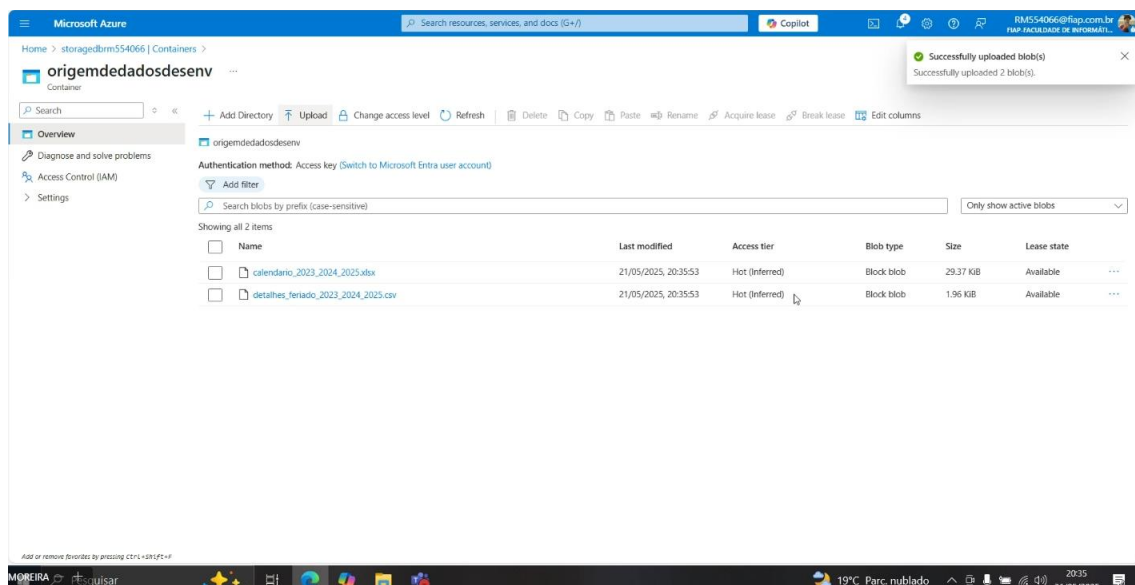 Microsoft Azure
Search resources, services, and docs (G+/)
Copilot
4
RM554066@fiap.com.br
FIAP-FACULDADE DE INFORMÁTI...
Home > storagedbrm554066 | Containers >
origemdedadosdesenv ...
Container
Successfully uploaded blob(s)
Successfully uploaded 2 blob(s).
Search
Overview
Diagnose and solve problems
Access Control (IAM)
Settings
Add Directory Upload Change access level Refresh Delete Copy Paste Rename Acquire lease Break lease Edit columns
origemdedadosdesenv
Authentication method: Access key (Switch to Microsoft Entra user account)
Add filter
Search blobs by prefix (case-sensitive)
Only show active blobs
Showing all 2 items
Name Last modified Access tier Blob type Size Lease state
calendario_2023_2024_2025.xlsx 21/05/2025, 20:35:53 Hot (Inferred) Block blob 29.37 KiB Available ...
detalhes_feriado_2023_2024_2025.csv 21/05/2025, 20:35:53 Hot (Inferred) Block blob 1.96 KiB Available ...
Add or remove favorites by pressing Ctrl+Shift+F
MOREIRA
19°C Parc. nublado
20:35